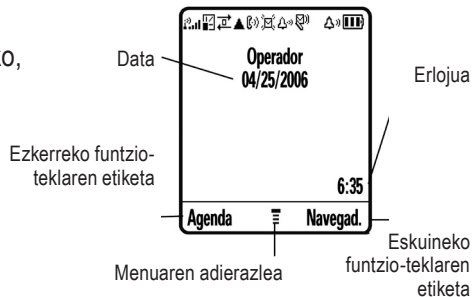 ko,
Data
Operador
04/25/2006
Erlojua
Ezkerreko funtzio-
teklaren etiketa
6:35
Agenda
Navegad.
Menuaren adierazlea
Eskuineko
funtzio-teklaren
etiketa